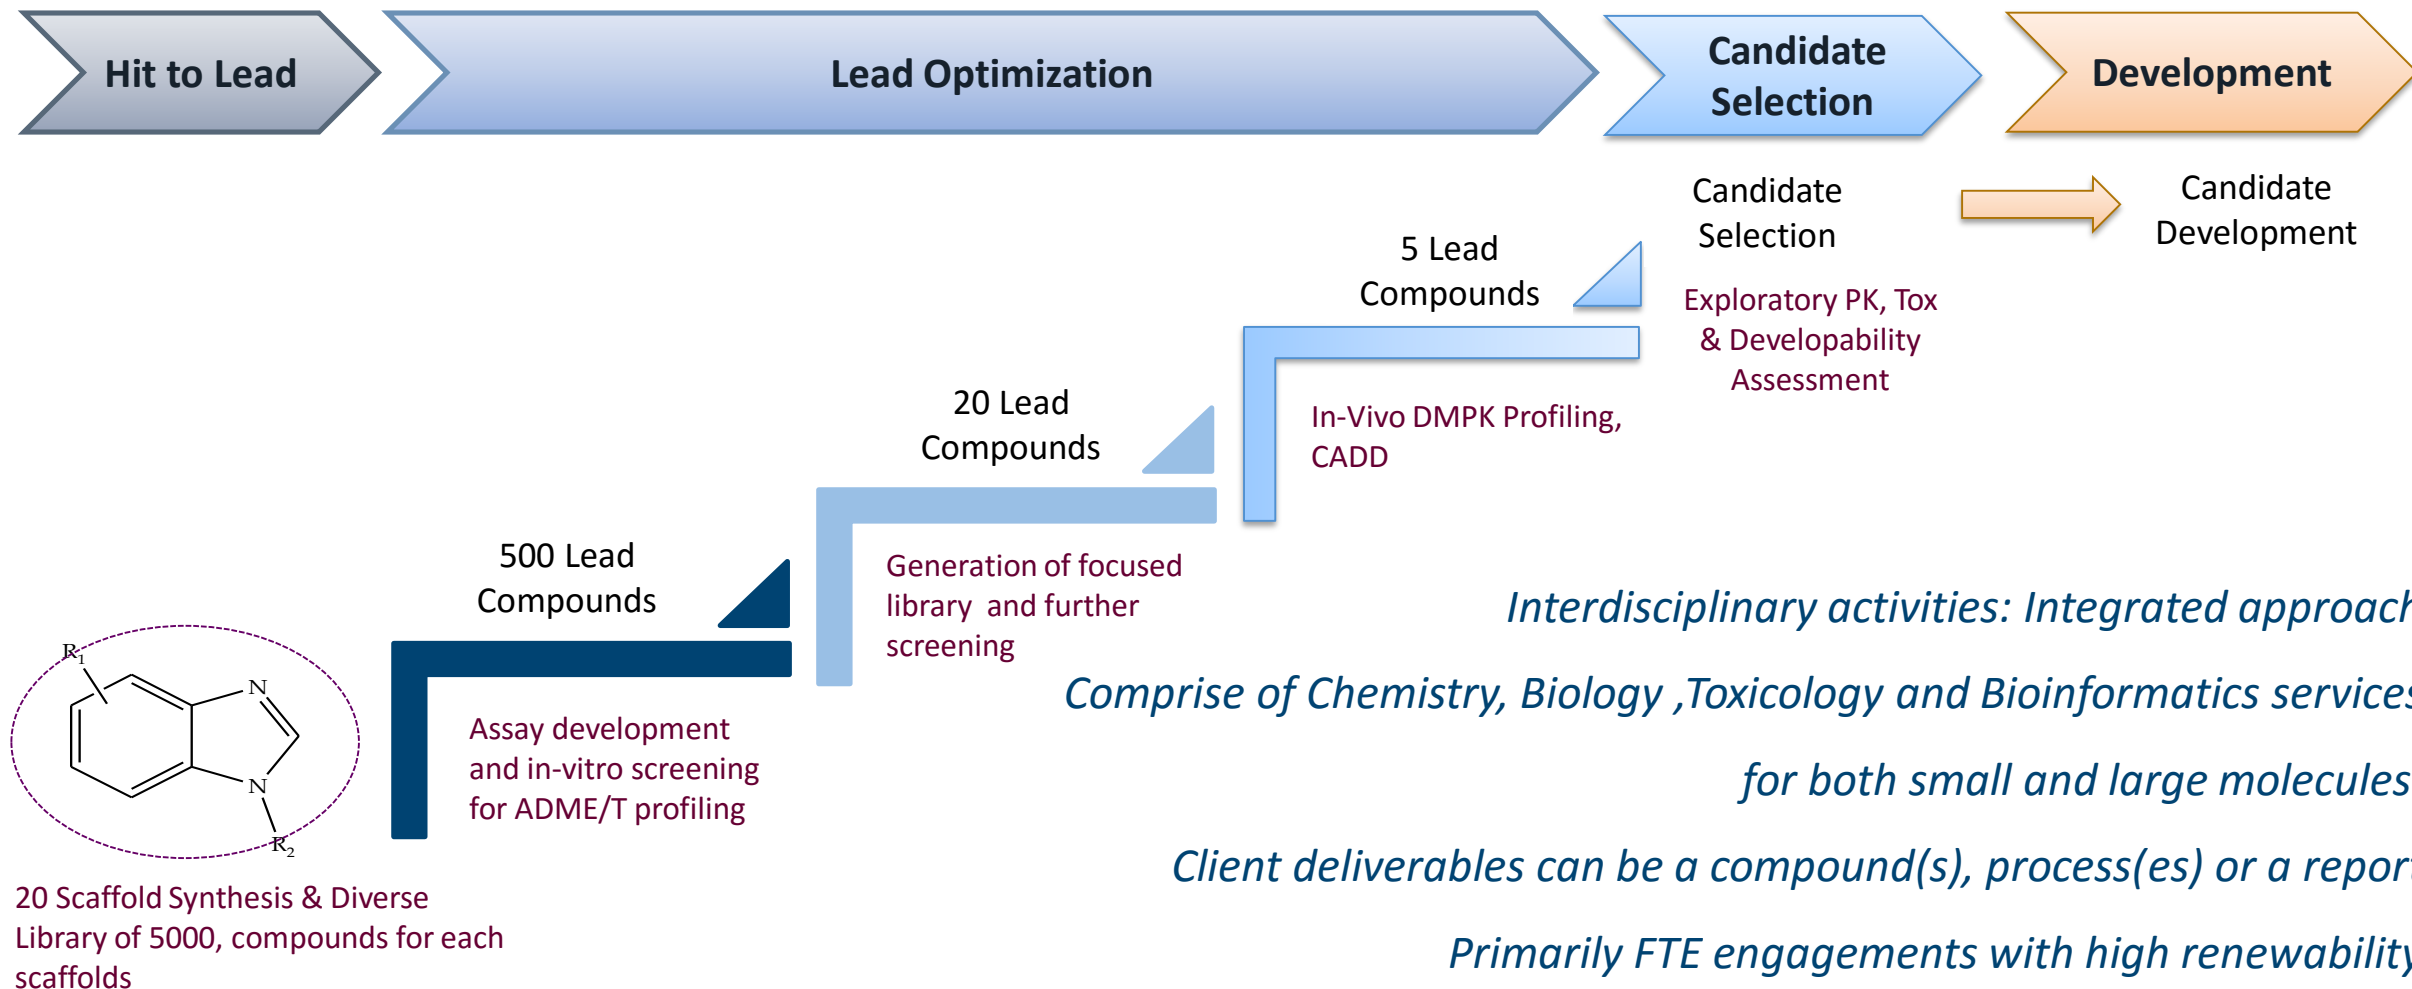 Hit to Lead
Lead Optimization
Candidate
Selection
Development
Candidate
Selection
Candidate
Development
5 Lead
Compounds
Exploratory PK, Tox
& Developability
Assessment
20 Lead
Compounds
In-Vivo DMPK Profiling,
CADD
500 Lead
Compounds
Generation of focused
library and further
screening
Assay development
and in-vitro screening
for ADME/T profiling
R1
N
N
R2
20 Scaffold Synthesis & Diverse
Library of 5000, compounds for each
scaffolds
Interdisciplinary activities: Integrated approach
Comprise of Chemistry, Biology ,Toxicology and Bioinformatics services
for both small and large molecules
Client deliverables can be a compound(s), process(es) or a report
Primarily FTE engagements with high renewability